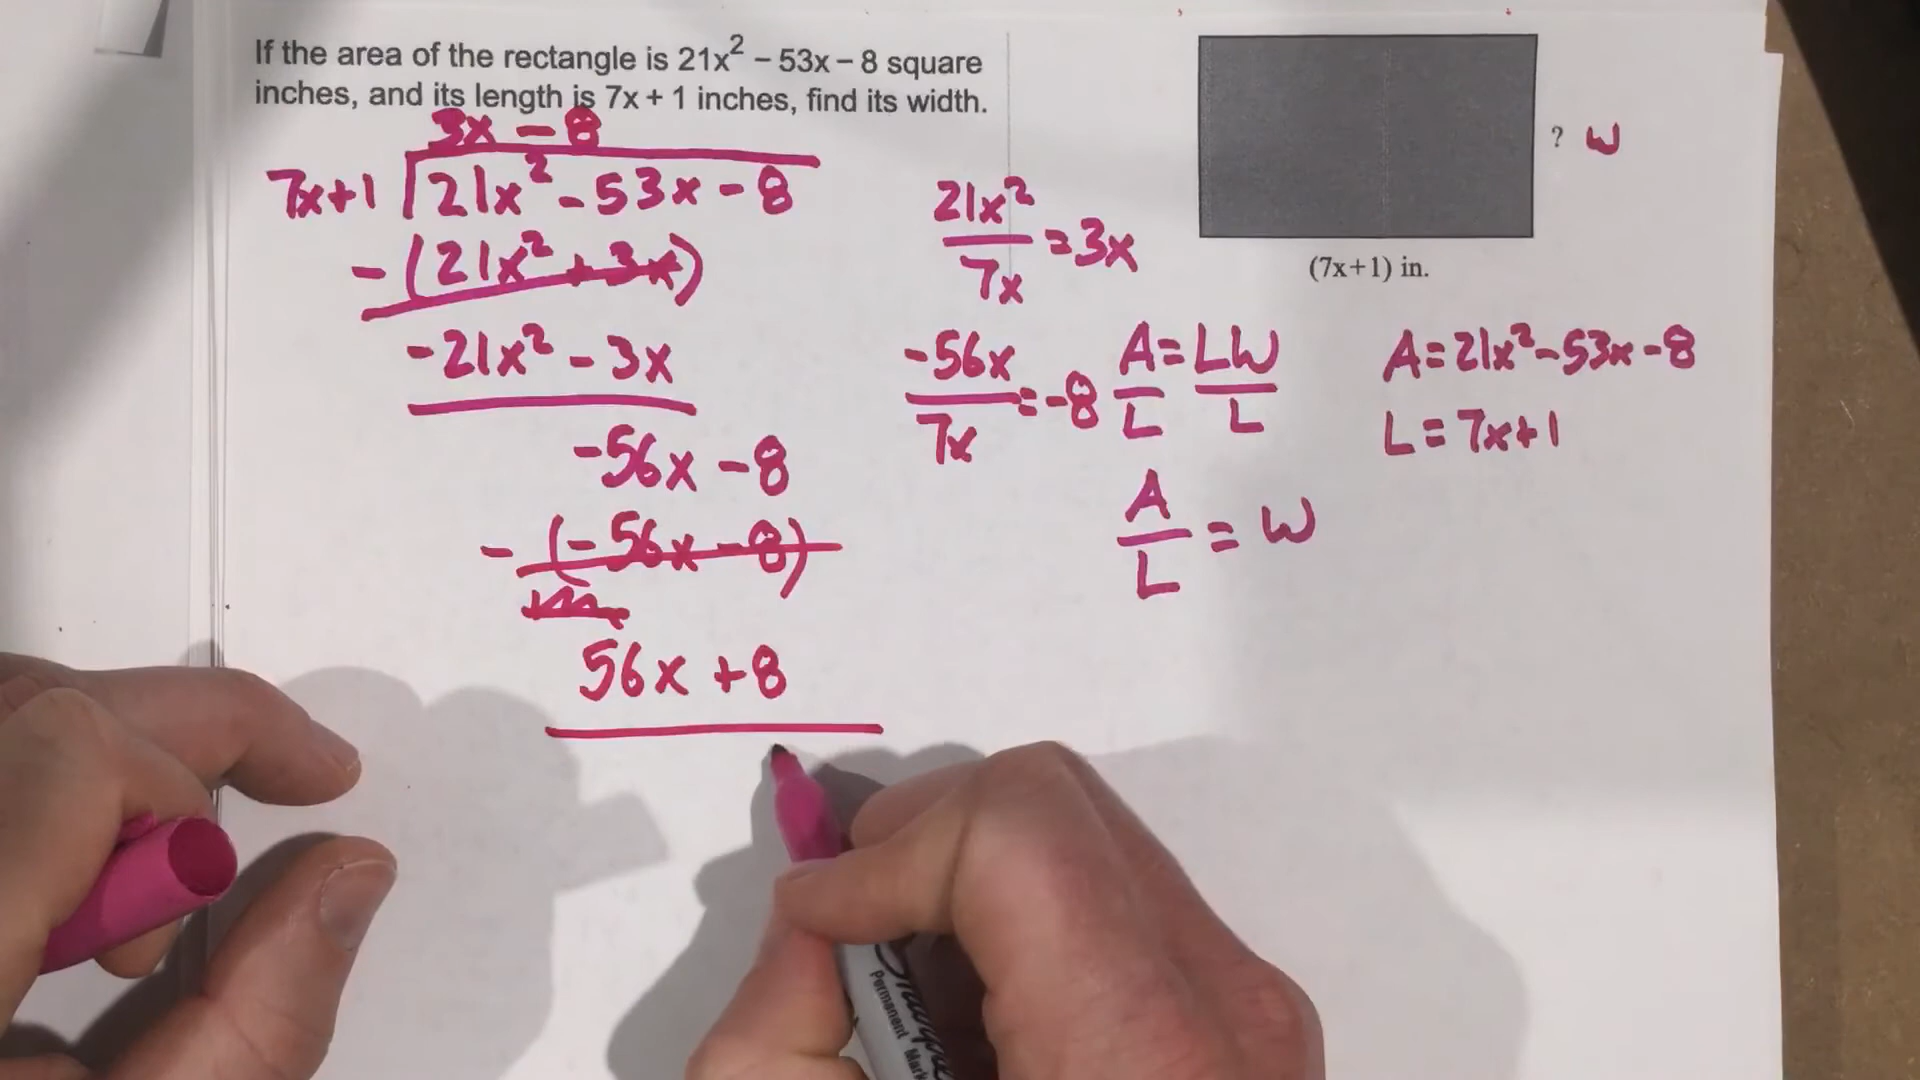 If the area of the rectangle is 21x² – 53x – 8 square
inches, and its length is 7x + 1 inches, find its width.
3x - 8
7x+1 21x² - 53x - 8
- (21x² + 3x)
-21x² - 3x
-56x - 8
- (-56x - 8)
56x + 8
21x²/7x = 3x
-56x/7x = -8
A/L = LW/L
A/L = W
? W
(7x+1) in.
A = 21x² - 53x - 8
L = 7x+1
Permanent Mark